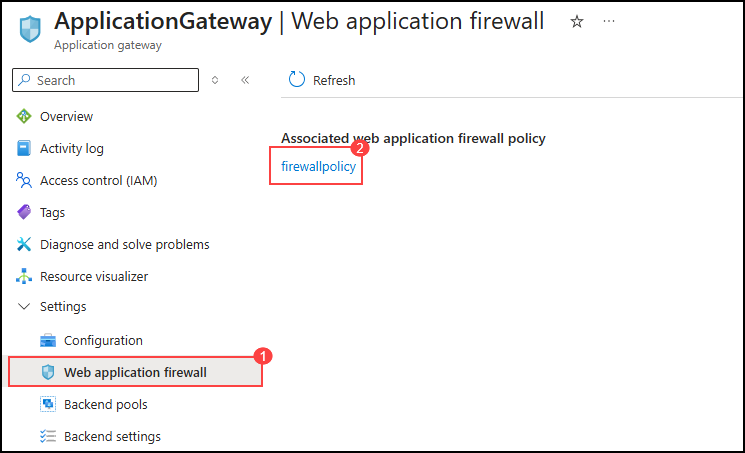 ApplicationGateway | Web application firewall
Application gateway
Search
Refresh
Overview
Activity log
Access control (IAM)
Tags
Diagnose and solve problems
Resource visualizer
Settings
Configuration
Web application firewall
1
Backend pools
Backend settings
Associated web application firewall policy
2
firewallpolicy